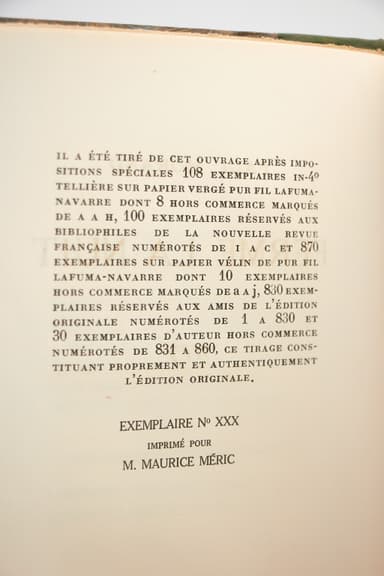 IL A ÉTÉ TIRÉ DE CET OUVRAGE APRÈS IMPO-
SITIONS SPÉCIALES 108 EXEMPLAIRES IN-4º
TELLIÈRE SUR PAPIER VERGÉ PUR FIL LAFUMA-
NAVARRE DONT 8 HORS COMMERCE MARQUÉS
DE A A H, 100 EXEMPLAIRES RÉSERVÉS AUX
BIBLIOPHILES DE LA NOUVELLE REVUE
FRANÇAISE NUMÉROTÉS DE I A C ET 870
EXEMPLAIRES SUR PAPIER VÉLIN DE PUR FIL
LAFUMA-NAVARRE DONT 10 EXEMPLAIRES
HORS COMMERCE MARQUÉS DE a A j, 830 EXEM-
PLAIRES RÉSERVÉS AUX AMIS DE L'ÉDITION
ORIGINALE NUMÉROTÉS DE 1 A 830 ET
30 EXEMPLAIRES D'AUTEUR HORS COMMERCE
NUMÉROTÉS DE 831 A 860, CE TIRAGE CONS-
TITUANT PROPREMENT ET AUTHENTIQUEMENT
L'ÉDITION ORIGINALE.
EXEMPLAIRE Nº XXX
IMPRIMÉ POUR
M. MAURICE MÉRIC